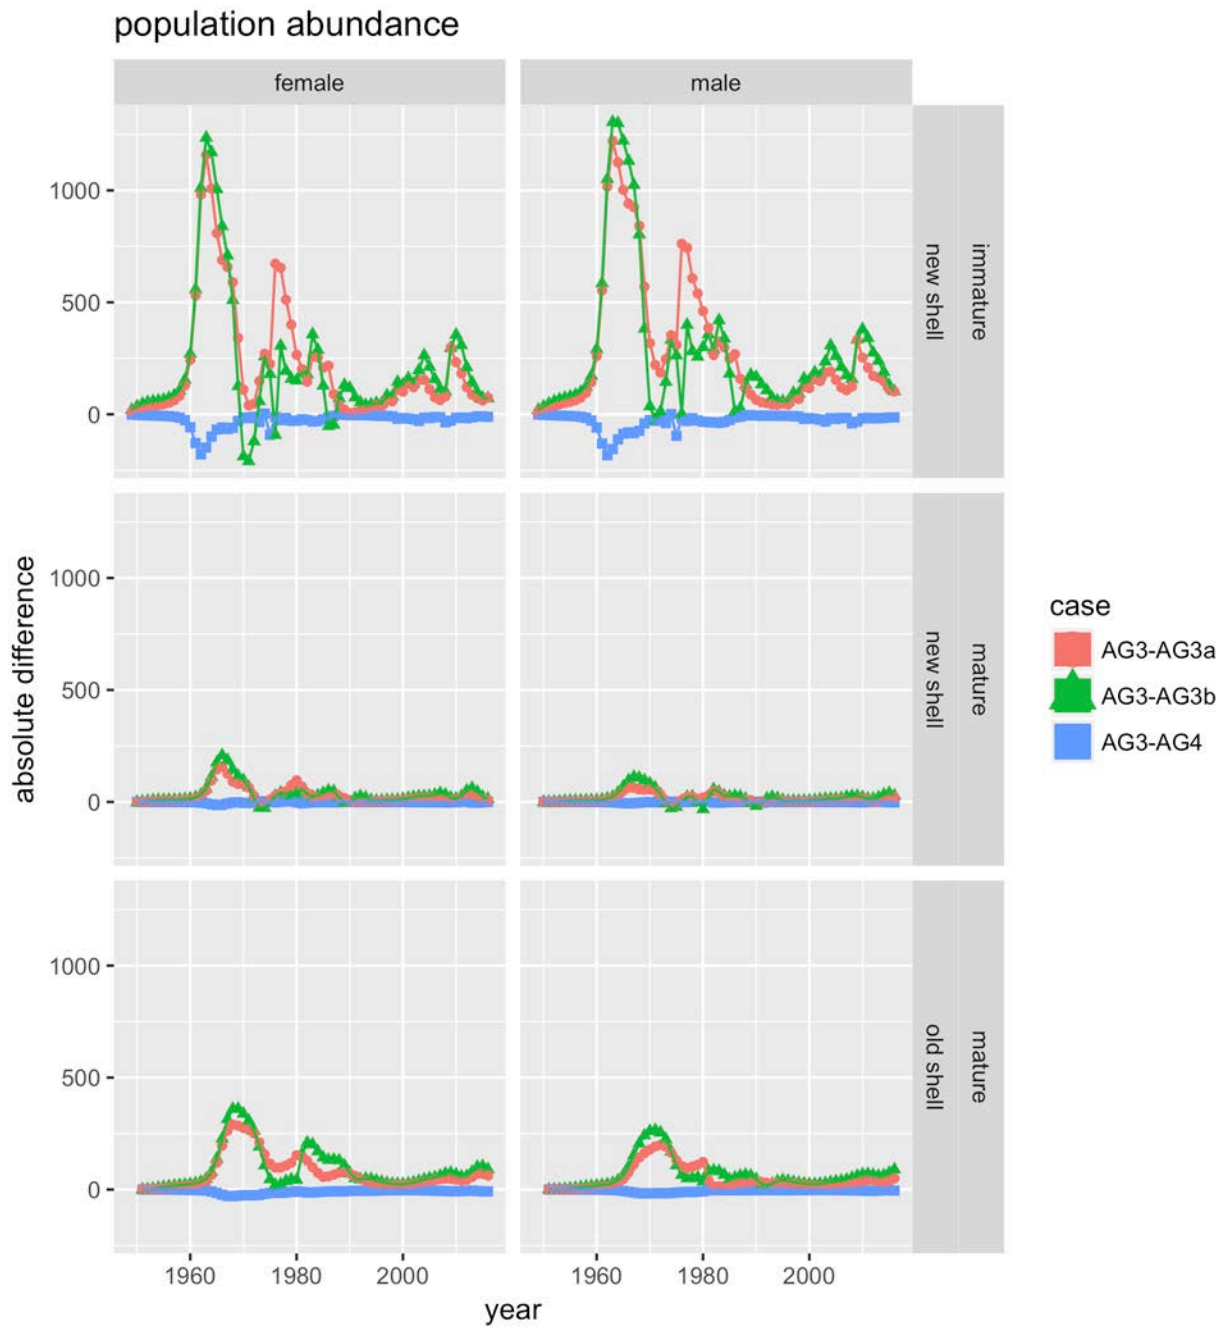 population abundance
female
male
1000
500
0
immature
new shell
1000
500
0
mature
new shell
1000
500
0
mature
old shell
absolute difference
1960
1980
2000
1960
1980
2000
year
case
AG3-AG3a
AG3-AG3b
AG3-AG4